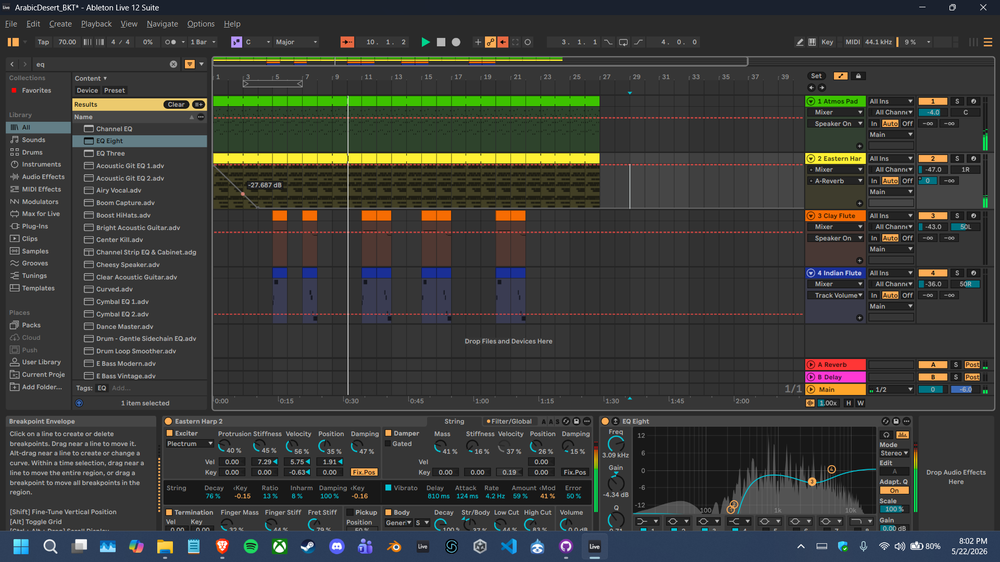 ArabicDesert_BKT* - Ableton Live 12 Suite
File Edit Create Playback View Navigate Options Help
Tap 70.00 4 / 4 0% 1 Bar C Major 10. 1. 2 3. 1. 1 4. 0. 0 Key MIDI 44.1 kHz 9 %
eq
Collections
Favorites
Library
All
Sounds
Drums
Instruments
Audio Effects
MIDI Effects
Modulators
Max for Live
Plug-Ins
Clips
Samples
Grooves
Tunings
Templates
Places
Packs
Cloud
Push
User Library
Current Proje
Add Folder...
Content
Device Preset
Results Clear
Name
Channel EQ
EQ Eight
EQ Three
Acoustic Git EQ 1.adv
Acoustic Git EQ 2.adv
Airy Vocal.adv
Boom Capture.adv
Boost HiHats.adv
Bright Acoustic Guitar.adv
Center Kill.adv
Channel Strip EQ & Cabinet.adg
Cheesy Speaker.adv
Clear Acoustic Guitar.adv
Curved.adv
Cymbal EQ 1.adv
Cymbal EQ 2.adv
Dance Master.adv
Drum - Gentle Sidechain EQ.adv
Drum Loop Smoother.adv
E Bass Modern.adv
E Bass Vintage.adv
Tags: EQ Add...
1 item selected
1 3 5 7 9 11 13 15 17 19 21 23 25 27 29 31 33 35 37 39
-27.687 dB
Drop Files and Devices Here
1/1
0:00 0:15 0:30 0:45 1:00 1:15 1:30 1:45 2:00
Set
1 Atmos Pad All Ins 1 S
Mixer All Channe -4.0 C
Speaker On In Auto Off -∞ -∞
Main
2 Eastern Har All Ins 2 S
Mixer All Channe -47.0 1R
A-Reverb In Auto Off 0 -∞
Main
3 Clay Flute All Ins 3 S
Mixer All Channe -43.0 50L
Speaker On In Auto Off -∞ -∞
Main
4 Indian Flute All Ins 4 S
Mixer All Channe -36.0 50R
Track Volume In Auto Off -∞ -∞
Main
A Reverb A S Post
B Delay B S Post
Main 1/2 0 -6.0
1.00x H W
Breakpoint Envelope
Click on a line to create or delete
breakpoints. Drag near a line to move it.
Alt-drag near a line to create or change a
curve. Within a time selection, drag near a
line to move the entire region, or drag a
breakpoint to move all breakpoints in the
region.
[Shift] Fine-Tune Vertical Position
[Alt] Toggle Grid
[Ctrl + Alt + Drag] Scroll Display
Eastern Harp 2 String Filter/Global A A S
Exciter Protrusion Stiffness Velocity Position Damping
Plectrum 40 % 45 % 56 % 35 % 47 %
Vel 0.00 7.29 5.75 1.91
Key 0.00 0.00 -0.63 0.00 Fix.Pos
Damper Mass Stiffness Velocity Position Damping
Gated 41 % 16 % 37 % 26 % 15 %
Vel 0.00
Key 0.00 0.00 0.19 0.00 Fix.Pos
String Decay ‹Key Ratio Inharm Damping ‹Key
76 % -0.15 13 % 8 % 100 % -0.16
Vibrato Delay Attack Rate Amount ‹Mod Error
810 ms 124 ms 4.2 Hz 59 % 41 % 50 %
Termination Finger Mass Finger Stiff Fret Stiff Pickup
Vel Key Position
0.00 0.00 32 % 44 % 79 % 50 %
Body Decay Str/Body Low Cut High Cut Volume
Generi S 100 % 37 % 44 % 83 % 0.0 dB
EQ Eight
Freq
3.09 kHz
Gain
-4.34 dB
Q
0.71
12
6
0
-6
-12
100 1k 10k
1 2 3 4
1 2 3 4 5 6 7 8
Mode
Stereo
Edit
A
Adapt. Q
On
Scale
100 %
Gain
0.00 dB
Drop Audio Effects
Here
Live Live
80%
8:02 PM
5/22/2026